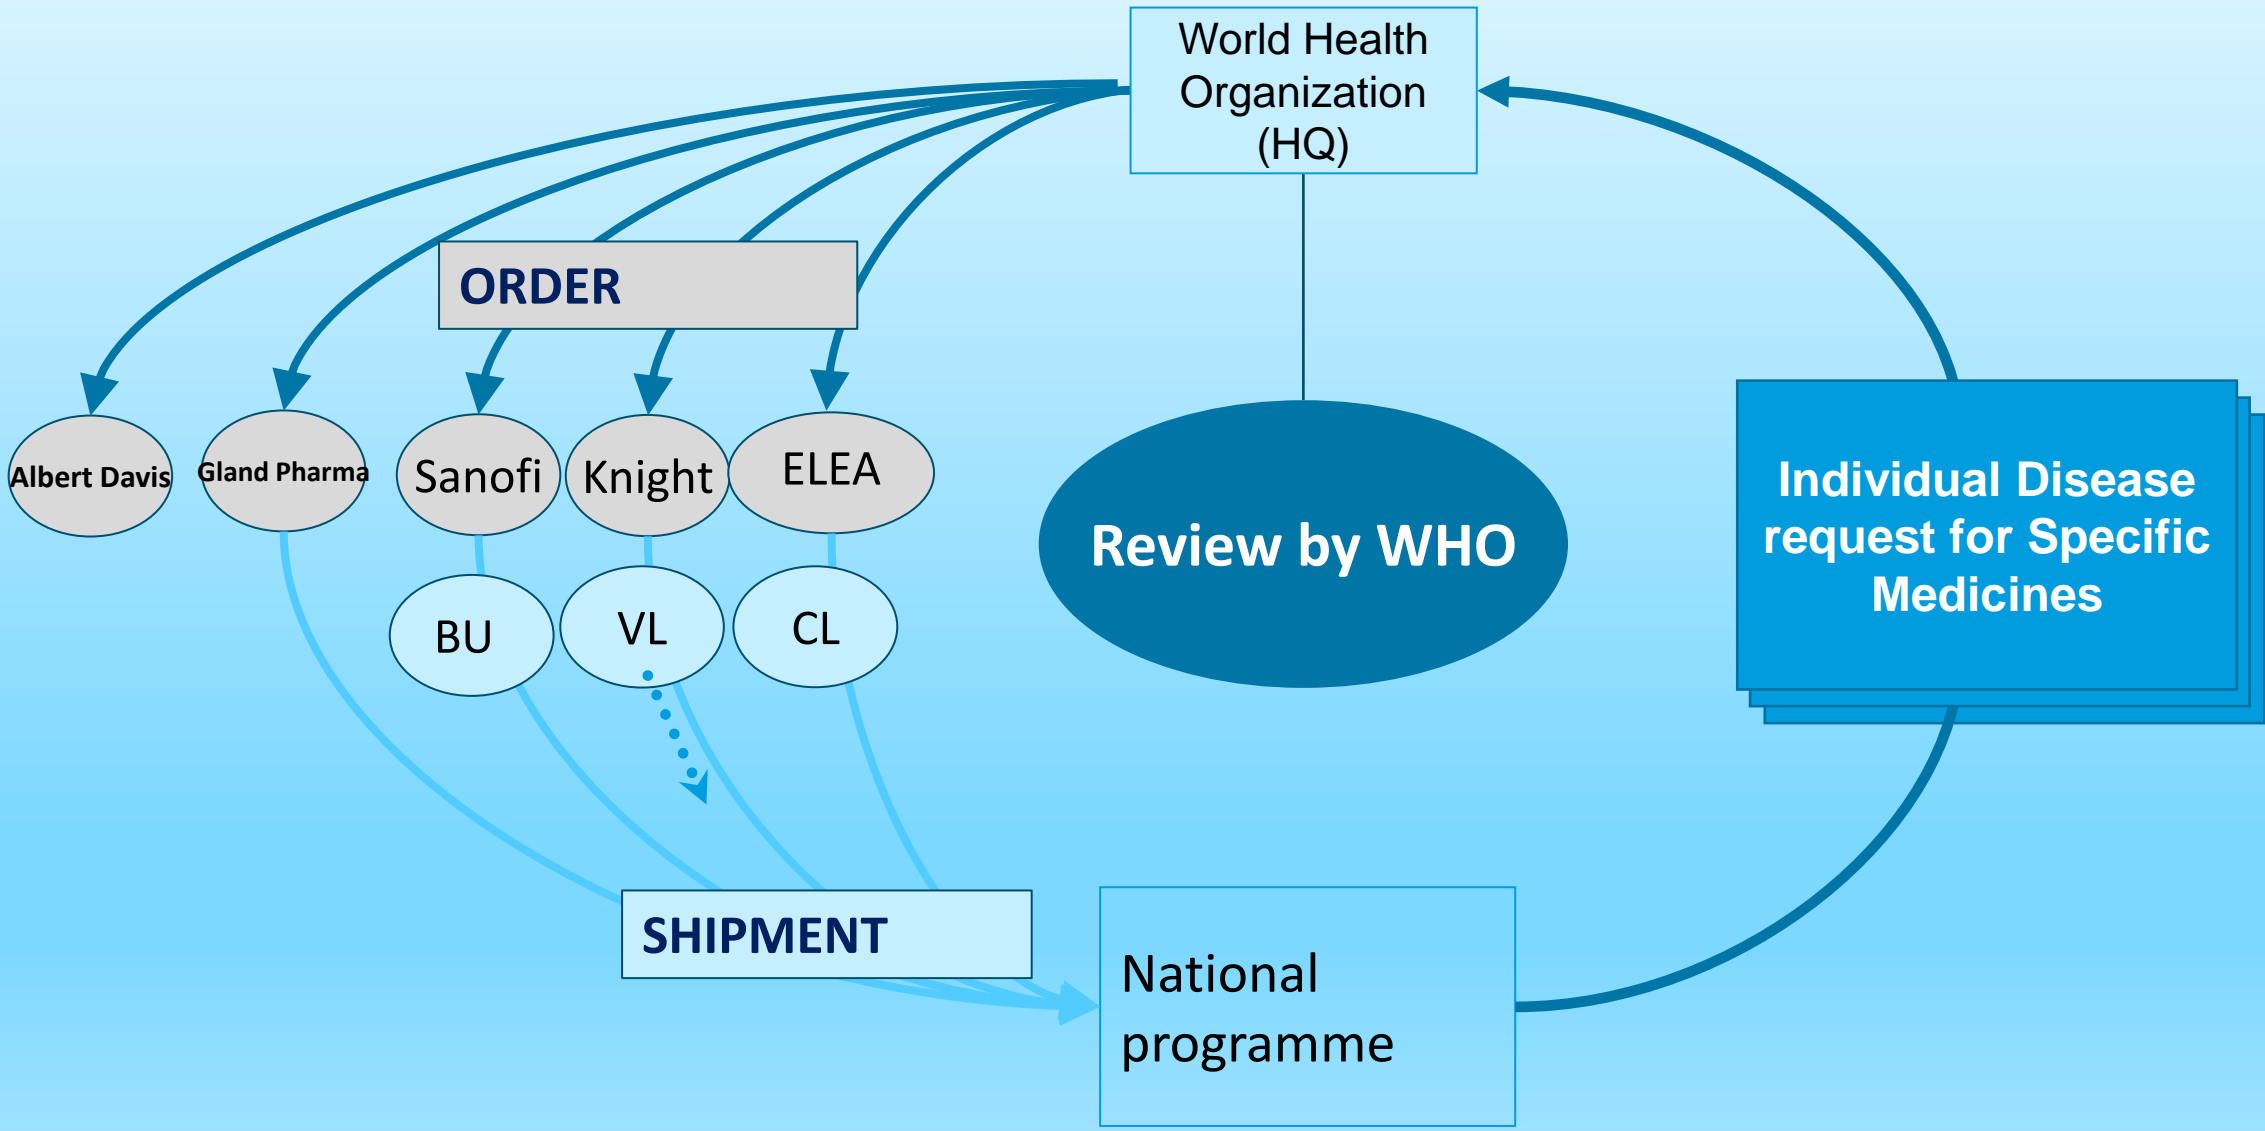 World Health
Organization
(HQ)
ORDER
Albert Davis
Gland Pharma
Sanofi
Knight
ELEA
Review by WHO
Individual Disease
request for Specific
Medicines
BU
VL
CL
SHIPMENT
National
programme